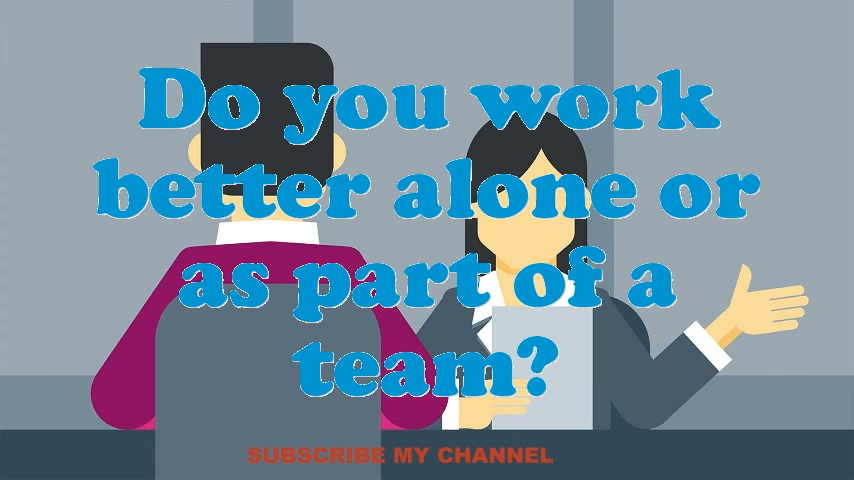 Do you work
better alone or
as part of a
team?
SUBSCRIBE MY CHANNEL